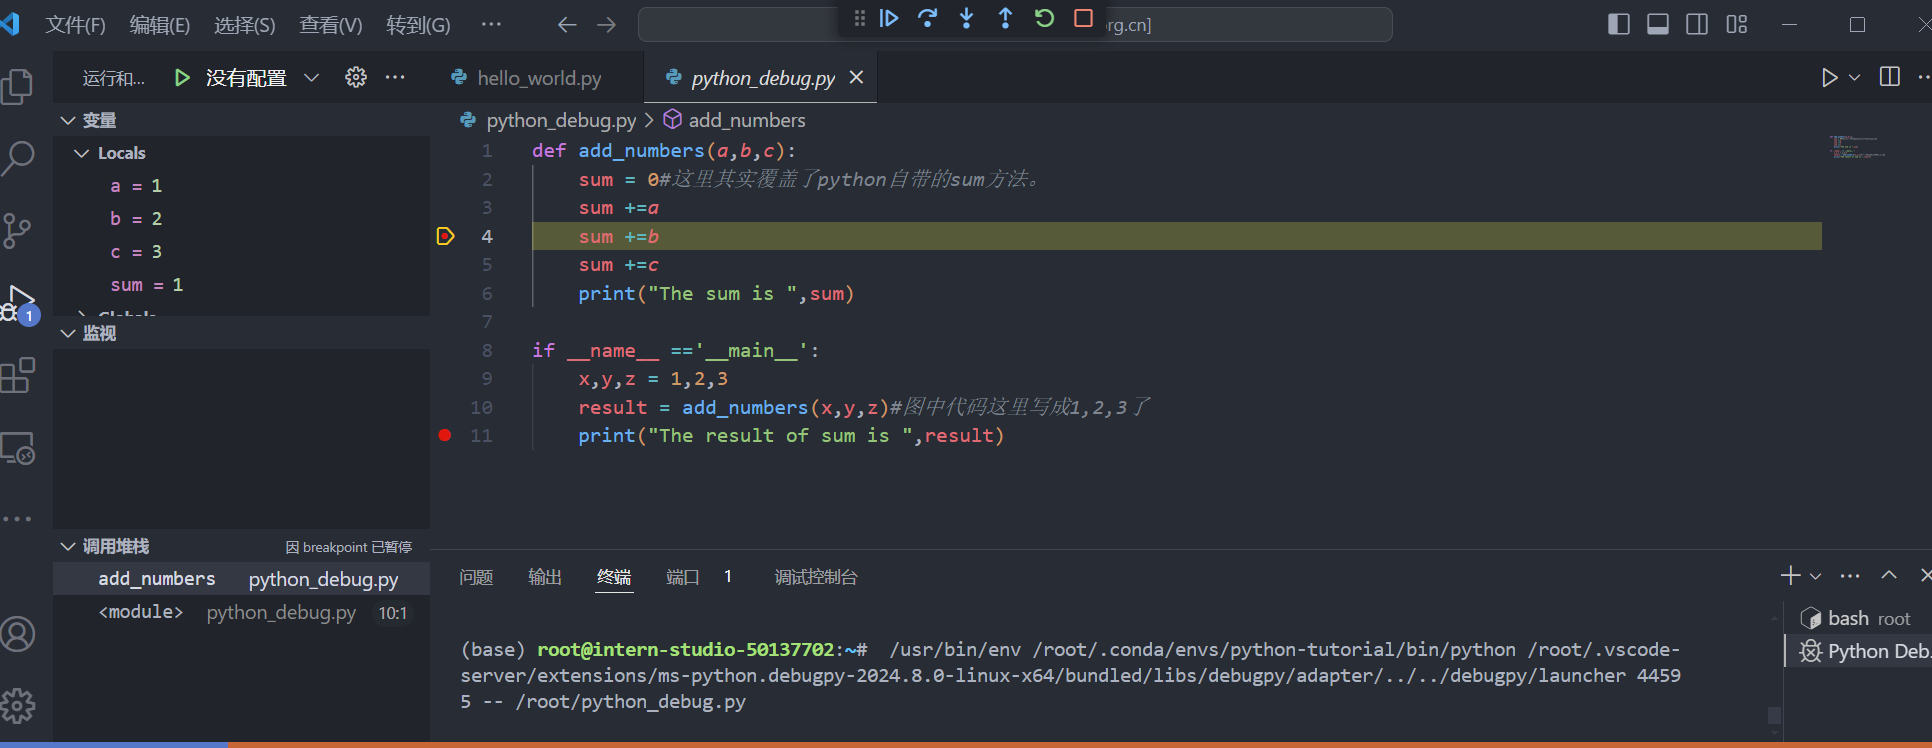 文件(F) 编辑(E) 选择(S) 查看(V) 转到(G) ··· rg.cn]
运行和... 没有配置 ···
hello_world.py python_debug.py
变量
Locals
a = 1
b = 2
c = 3
sum = 1
Globals
监视
调用堆栈 因 breakpoint 已暂停
add_numbers python_debug.py
<module> python_debug.py 10:1
1
python_debug.py > add_numbers
1 def add_numbers(a,b,c):
2 sum = 0#这里其实覆盖了python自带的sum方法。
3 sum +=a
4 sum +=b
5 sum +=c
6 print("The sum is ",sum)
7
8 if __name__ =='__main__':
9 x,y,z = 1,2,3
10 result = add_numbers(x,y,z)#图中代码这里写成1,2,3了
11 print("The result of sum is ",result)
问题 输出 终端 端口 1 调试控制台
(base) root@intern-studio-50137702:~# /usr/bin/env /root/.conda/envs/python-tutorial/bin/python /root/.vscode-
server/extensions/ms-python.debugpy-2024.8.0-linux-x64/bundled/libs/debugpy/adapter/../../debugpy/launcher 4459
5 -- /root/python_debug.py
bash root
Python Deb...